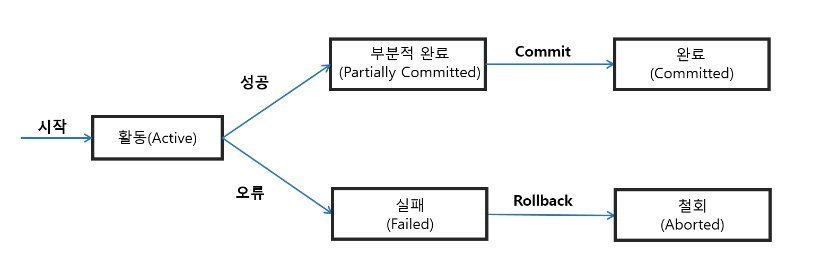 시작
활동(Active)
성공
부분적 완료
(Partially Committed)
Commit
완료
(Committed)
오류
실패
(Failed)
Rollback
철회
(Aborted)